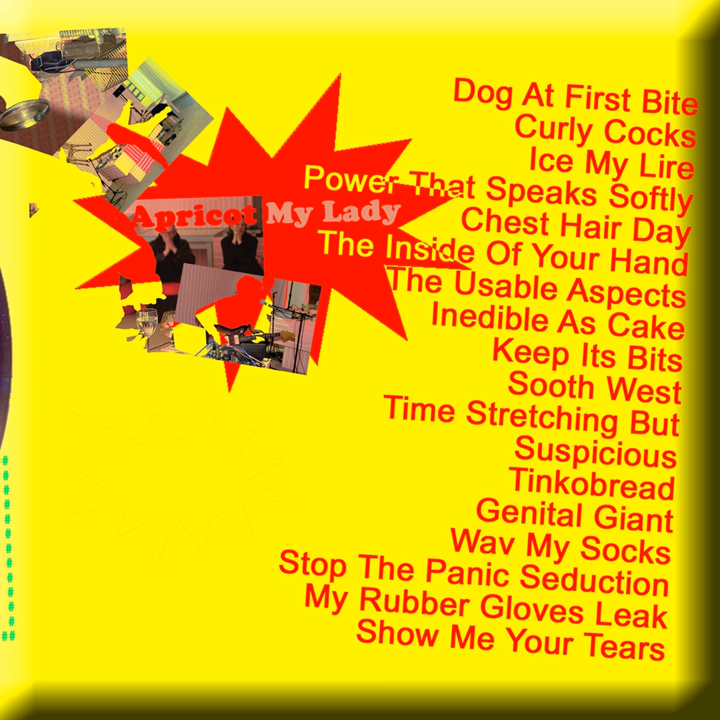 Dog At First Bite
Curly Cocks
Ice My Lire
Power That Speaks Softly
Apricot My Lady
Chest Hair Day
The Inside Of Your Hand
The Usable Aspects
Inedible As Cake
Keep Its Bits
Sooth West
Time Stretching But
Suspicious
Tinkobread
Genital Giant
Wav My Socks
Stop The Panic Seduction
My Rubber Gloves Leak
Show Me Your Tears
#
#
#
#
#
#
#
#
#
#
#
#
##